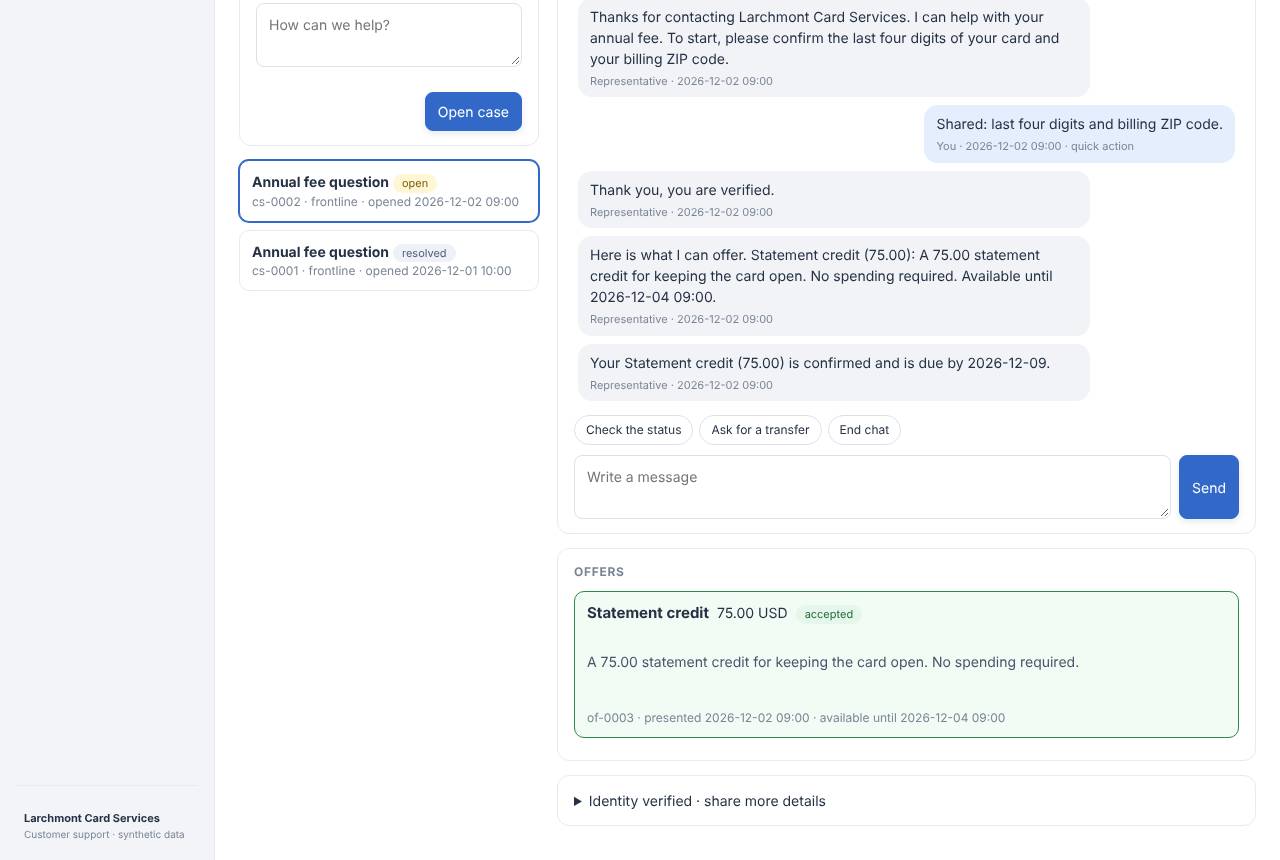 How can we help?
Open case
Annual fee question open
cs-0002 · frontline · opened 2026-12-02 09:00
Annual fee question resolved
cs-0001 · frontline · opened 2026-12-01 10:00
Larchmont Card Services
Customer support · synthetic data
Thanks for contacting Larchmont Card Services. I can help with your
annual fee. To start, please confirm the last four digits of your card and
your billing ZIP code.
Representative · 2026-12-02 09:00
Shared: last four digits and billing ZIP code.
You · 2026-12-02 09:00 · quick action
Thank you, you are verified.
Representative · 2026-12-02 09:00
Here is what I can offer. Statement credit (75.00): A 75.00 statement
credit for keeping the card open. No spending required. Available until
2026-12-04 09:00.
Representative · 2026-12-02 09:00
Your Statement credit (75.00) is confirmed and is due by 2026-12-09.
Representative · 2026-12-02 09:00
Check the status Ask for a transfer End chat
Write a message
Send
OFFERS
Statement credit 75.00 USD accepted
A 75.00 statement credit for keeping the card open. No spending required.
of-0003 · presented 2026-12-02 09:00 · available until 2026-12-04 09:00
Identity verified · share more details